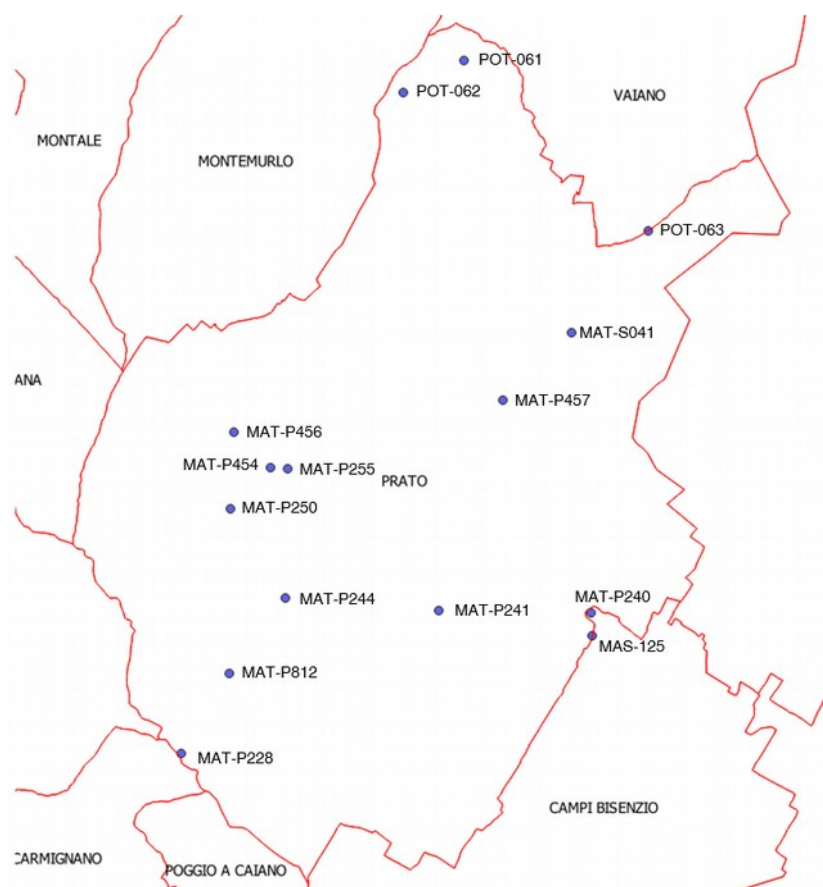 POT-061
POT-062
VAIANO
MONTALE
MONTEMURLO
POT-063
MAT-S041
ANA
MAT-P457
MAT-P456
MAT-P454
MAT-P255
PRATO
MAT-P250
MAT-P244
MAT-P240
MAT-P241
MAS-125
MAT-P812
MAT-P228
CAMPI BISENZIO
CARMIGNANO
POGGIO A CAIANO